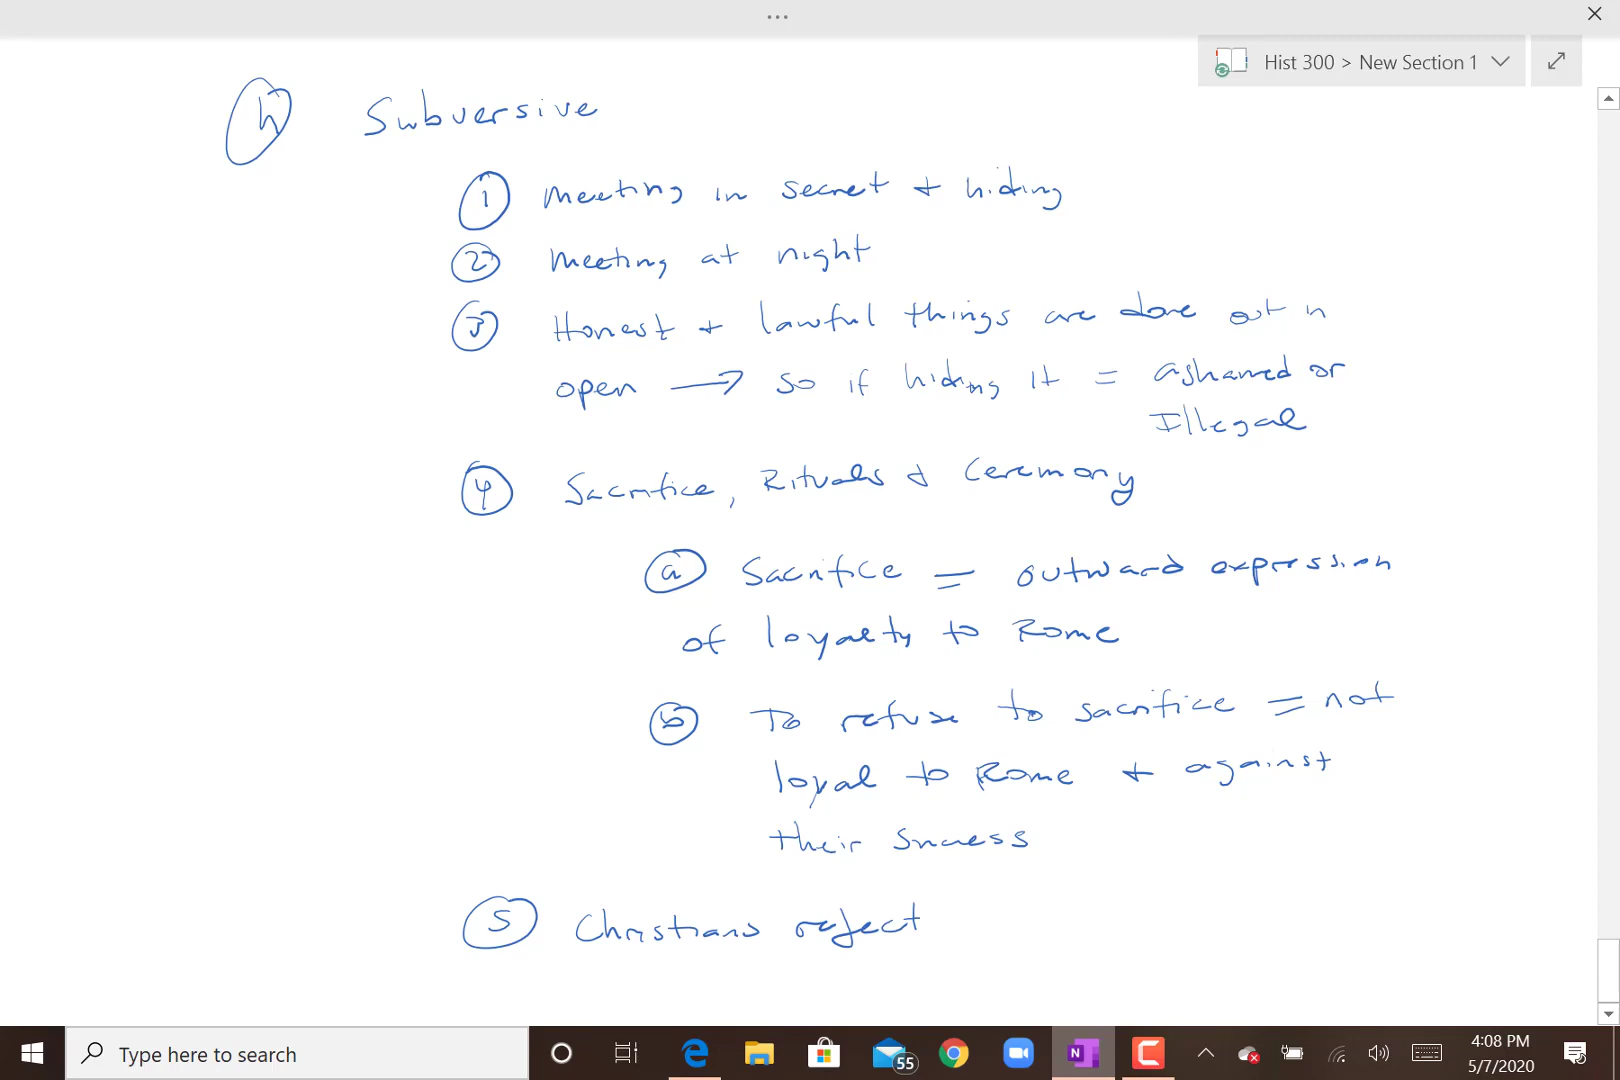 Hist 300 > New Section 1
h Subversive
1 Meeting in secret + hiding
2 Meeting at night
3 Honest + lawful things are done out in
open → so if hiding it = ashamed or
Illegal
4 Sacrifice, Rituals + Ceremony
a Sacrifice = outward expression
of loyalty to Rome
b To refuse to sacrifice = not
loyal to Rome + against
their success
5 Christians reject
Type here to search
55
4:08 PM
5/7/2020